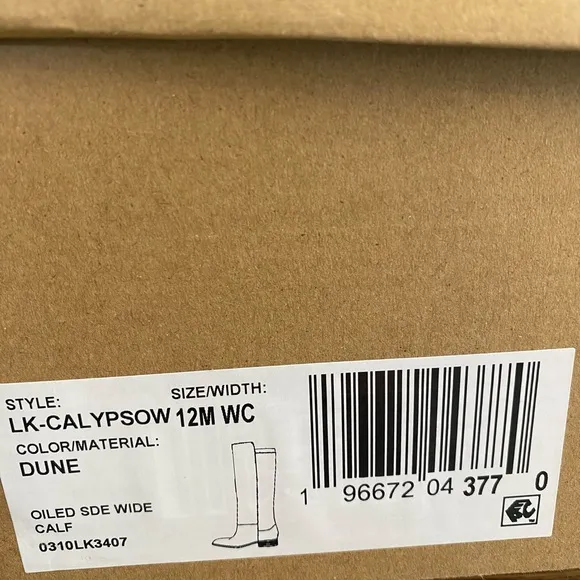 STYLE: SIZE/WIDTH:
LK-CALYPSOW 12M WC
COLOR/MATERIAL:
DUNE
OILED SDE WIDE
CALF
0310LK3407
1 96672 04 377 0